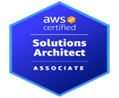 aws
certified
Solutions
Architect
ASSOCIATE